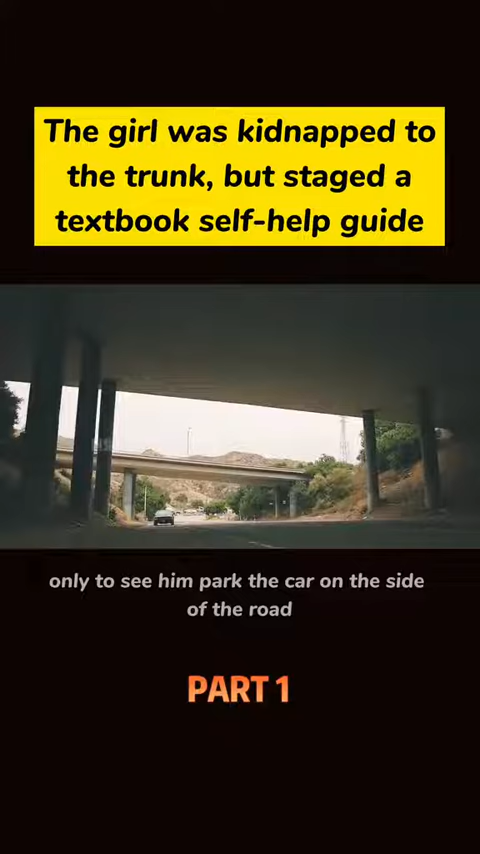 The girl was kidnapped to
the trunk, but staged a
textbook self-help guide
only to see him park the car on the side
of the road
PART 1